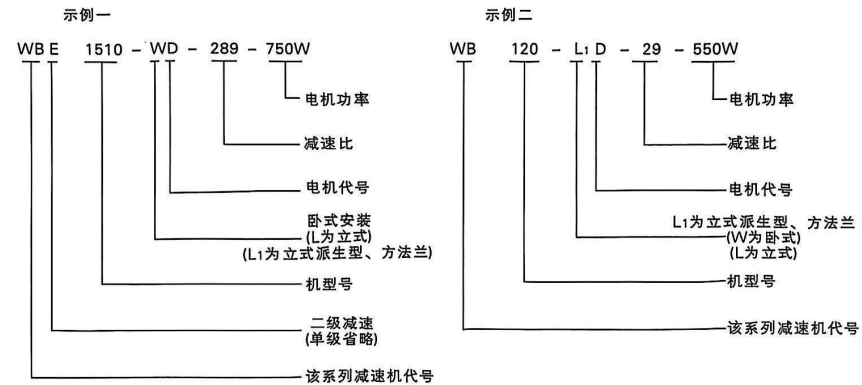 示例一
WB E 1510 - WD - 289 - 750W
电机功率
减速比
电机代号
卧式安装
(L为立式)
(L1为立式派生型、方法兰)
机型号
二级减速
(单级省略)
该系列减速机代号
示例二
WB 120 - L1 D - 29 - 550W
电机功率
减速比
电机代号
L1为立式派生型、方法兰
(W为卧式)
(L为立式)
机型号
该系列减速机代号